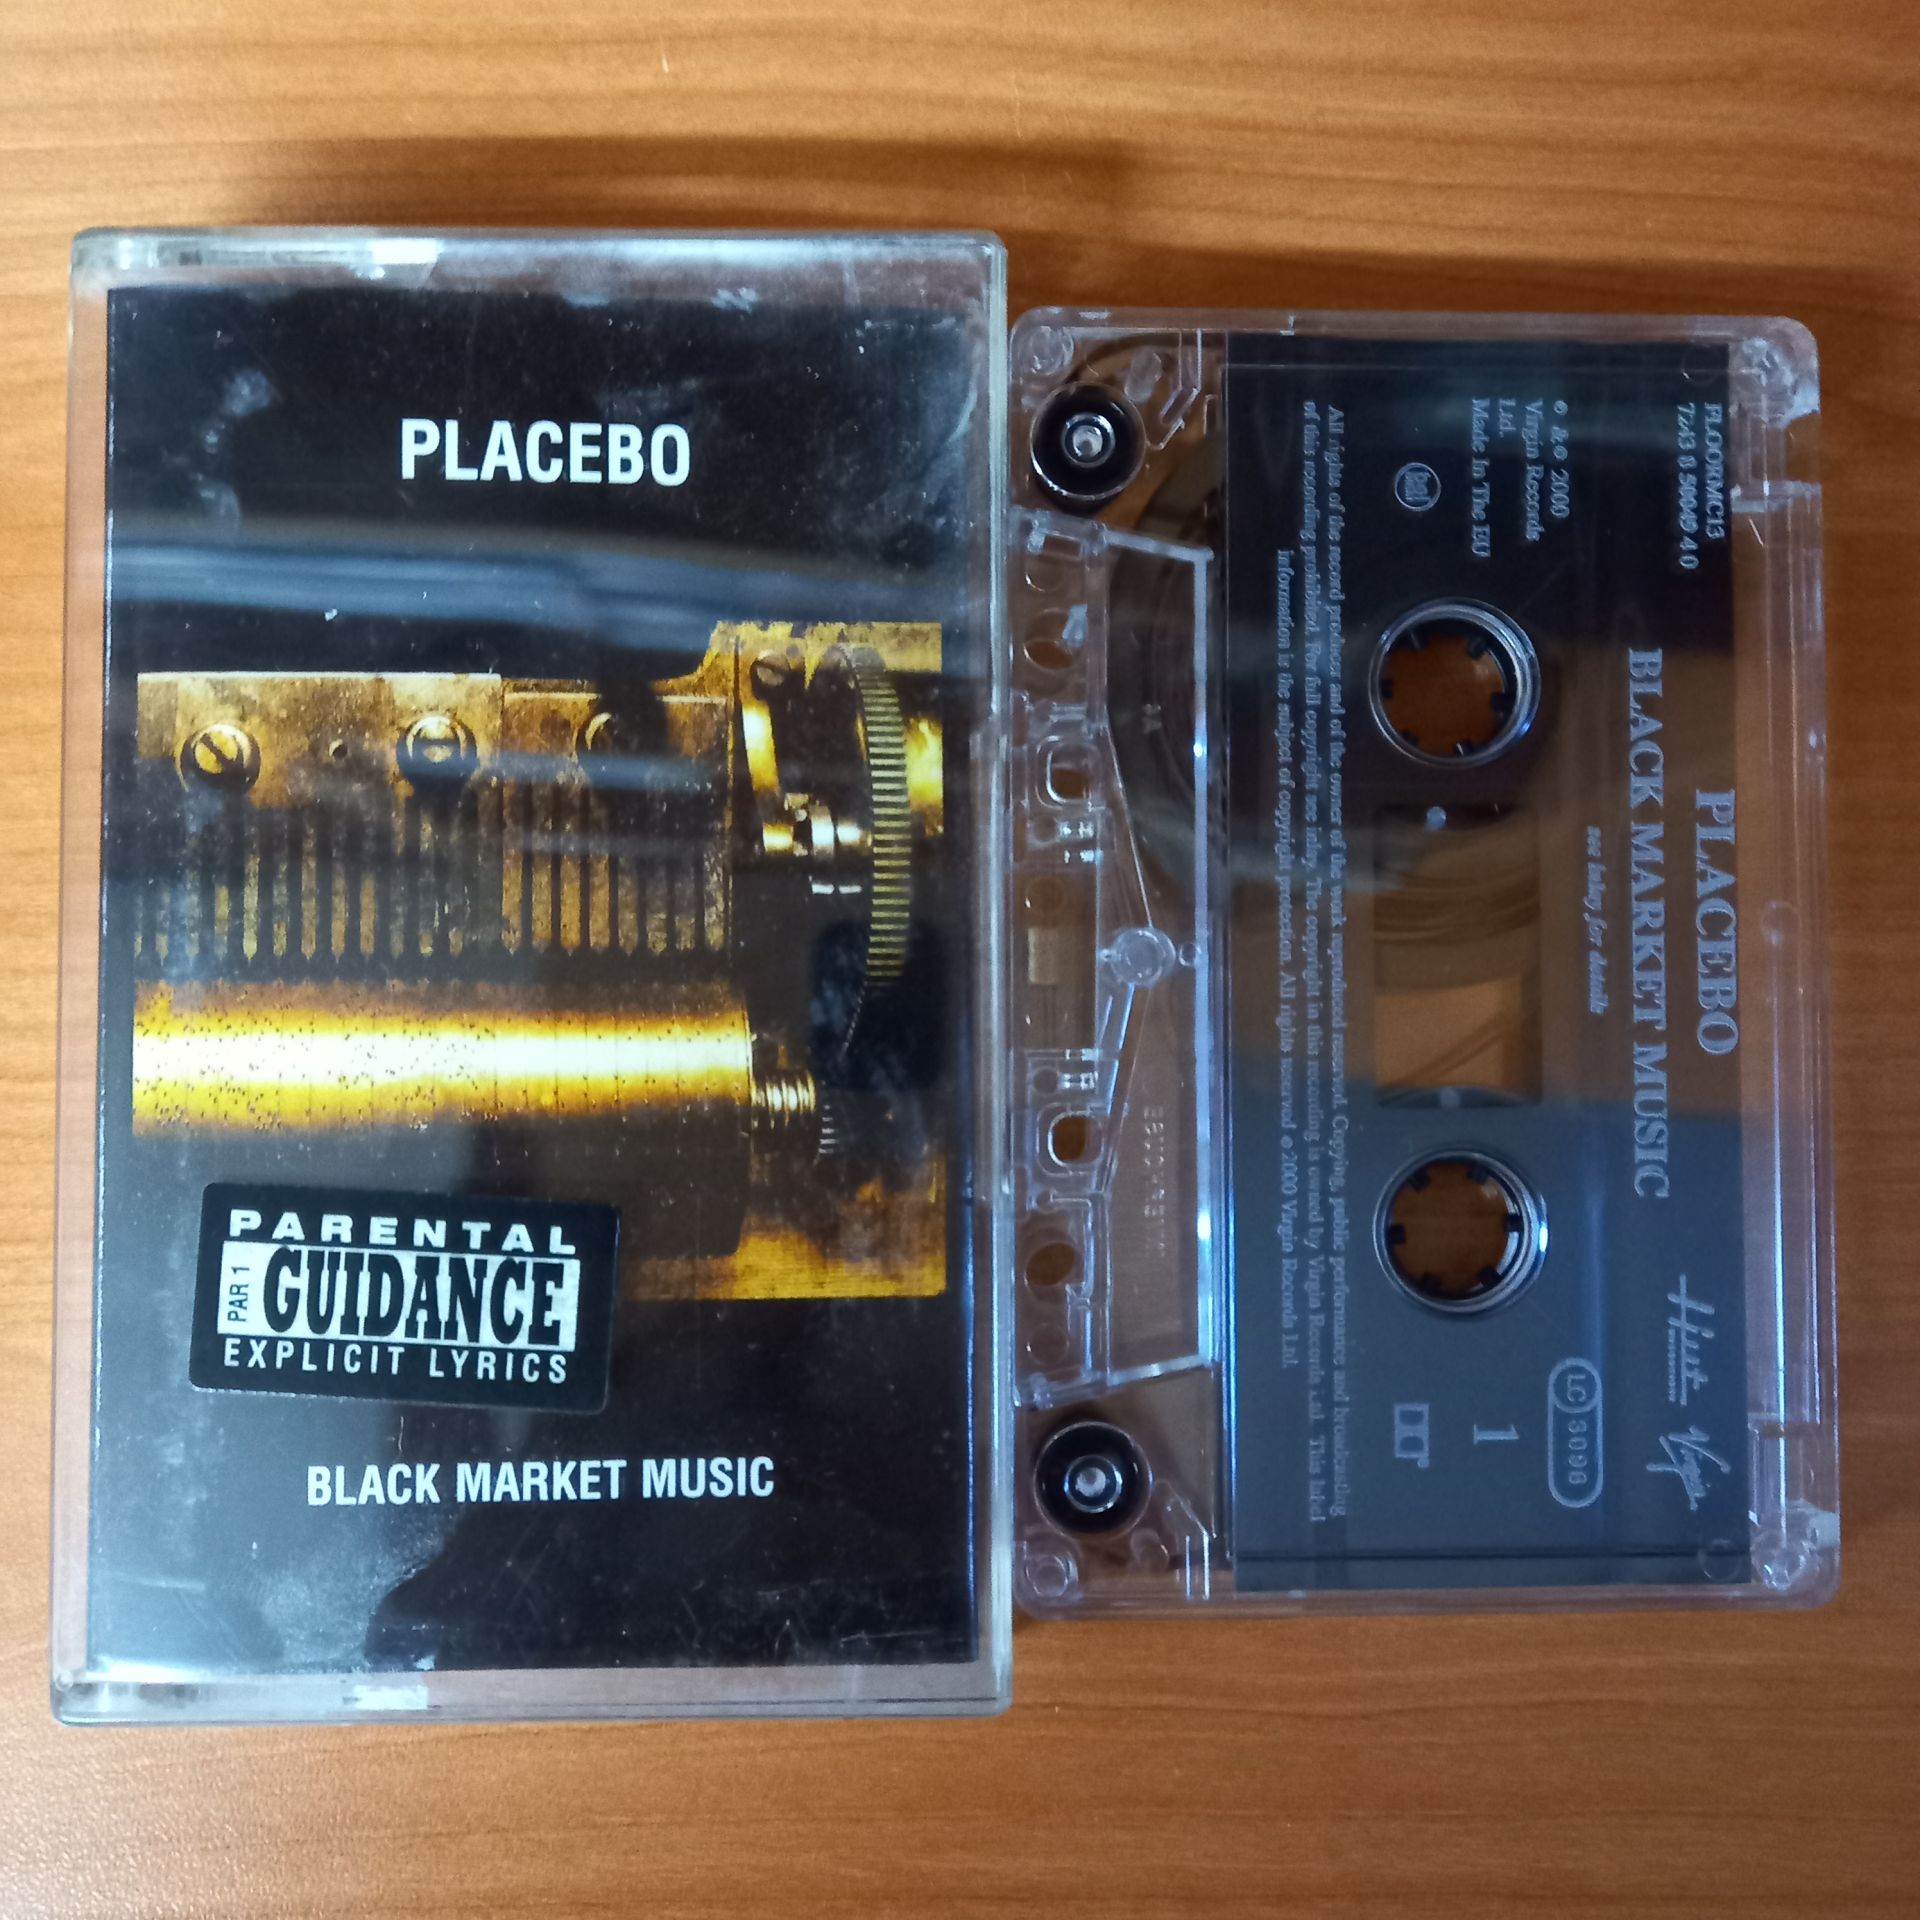 PLACEBO
PARENTAL
PAR 1
GUIDANCE
EXPLICIT LYRICS
BLACK MARKET MUSIC
FLOORMC13
7243 8 50049 4 0
PLACEBO
BLACK MARKET MUSIC
see inlay for details
Hut
Virgin
℗ & © 2000
Virgin Records
Ltd.
Made In The EU
LC 3098
1
All rights of the record producer and of the owner of the work reproduced reserved. Copying, public performance and broadcasting
of this recording prohibited. For full copyright see inlay. The copyright in this recording is owned by Virgin Records Ltd. This label
information is the subject of copyright protection. All rights reserved © 2000 Virgin Records Ltd.